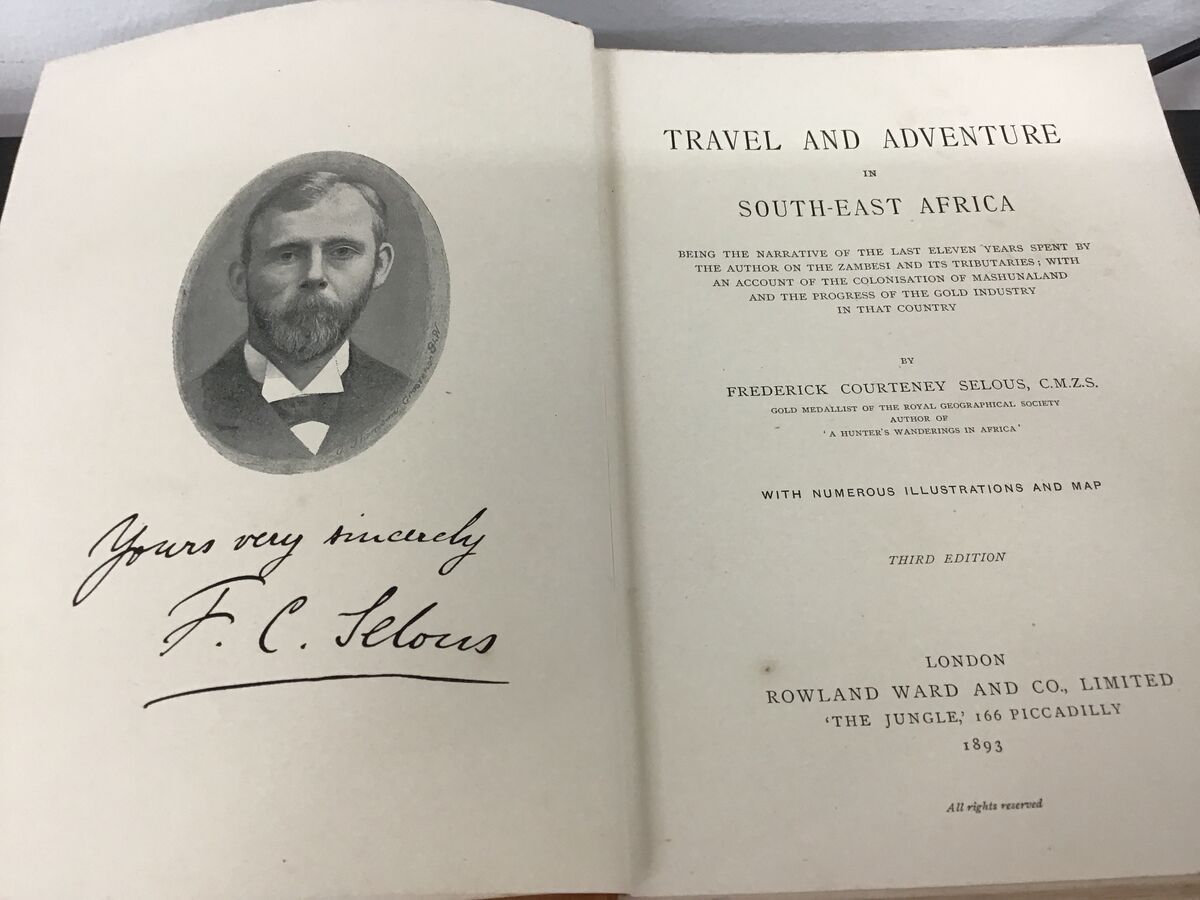 Yours very sincerely
F. C. Selous
TRAVEL AND ADVENTURE
IN
SOUTH-EAST AFRICA
BEING THE NARRATIVE OF THE LAST ELEVEN YEARS SPENT BY
THE AUTHOR ON THE ZAMBESI AND ITS TRIBUTARIES; WITH
AN ACCOUNT OF THE COLONISATION OF MASHUNALAND
AND THE PROGRESS OF THE GOLD INDUSTRY
IN THAT COUNTRY
BY
FREDERICK COURTENEY SELOUS, C.M.Z.S.
GOLD MEDALLIST OF THE ROYAL GEOGRAPHICAL SOCIETY
AUTHOR OF
'A HUNTER'S WANDERINGS IN AFRICA'
WITH NUMEROUS ILLUSTRATIONS AND MAP
THIRD EDITION
LONDON
ROWLAND WARD AND CO., LIMITED
'THE JUNGLE,' 166 PICCADILLY
1893
All rights reserved